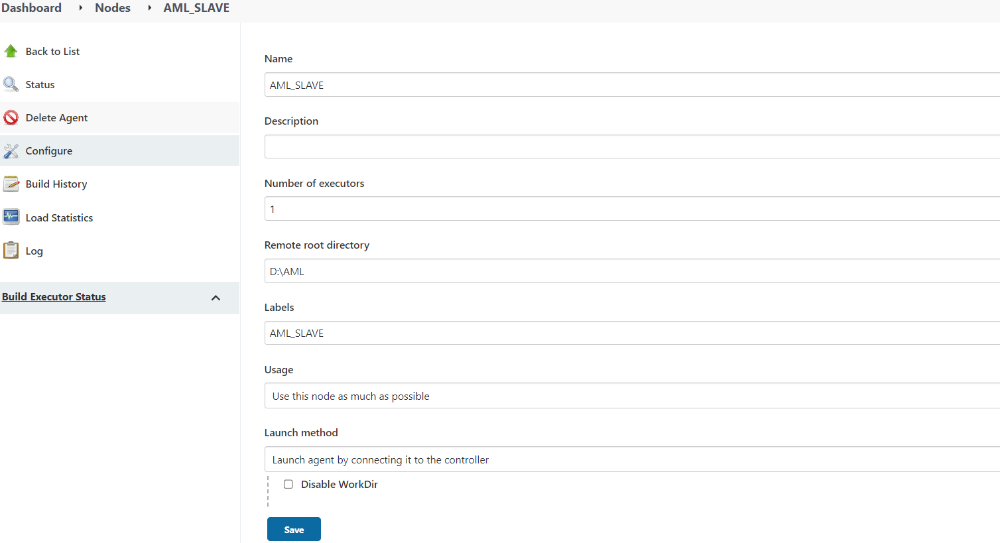 Dashboard Nodes AML_SLAVE
Back to List
Status
Delete Agent
Configure
Build History
Load Statistics
Log
Build Executor Status
Name
AML_SLAVE
Description
Number of executors
1
Remote root directory
D:\AML
Labels
AML_SLAVE
Usage
Use this node as much as possible
Launch method
Launch agent by connecting it to the controller
Disable WorkDir
Save